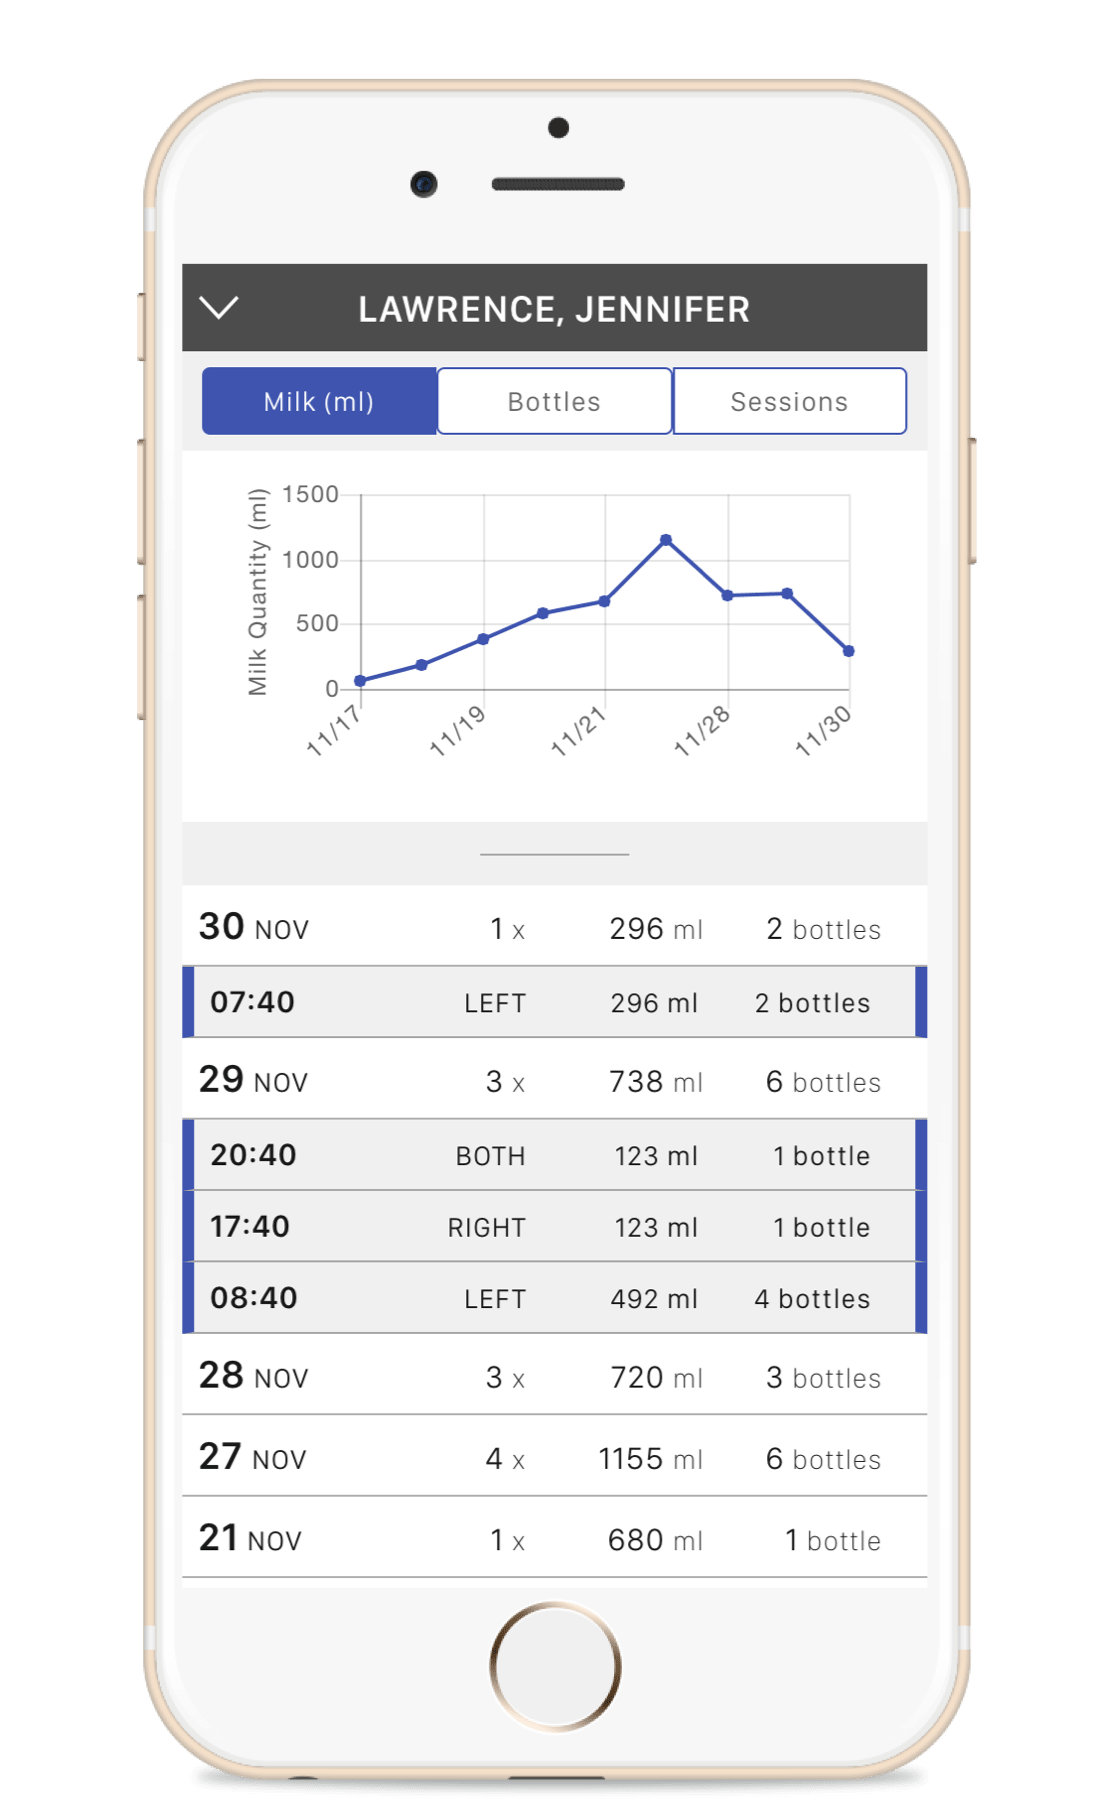 LAWRENCE, JENNIFER
Milk (ml) Bottles Sessions
Milk Quantity (ml)
1500
1000
500
0
11/17 11/19 11/21 11/28 11/30
30 NOV 1 x 296 ml 2 bottles
07:40 LEFT 296 ml 2 bottles
29 NOV 3 x 738 ml 6 bottles
20:40 BOTH 123 ml 1 bottle
17:40 RIGHT 123 ml 1 bottle
08:40 LEFT 492 ml 4 bottles
28 NOV 3 x 720 ml 3 bottles
27 NOV 4 x 1155 ml 6 bottles
21 NOV 1 x 680 ml 1 bottle